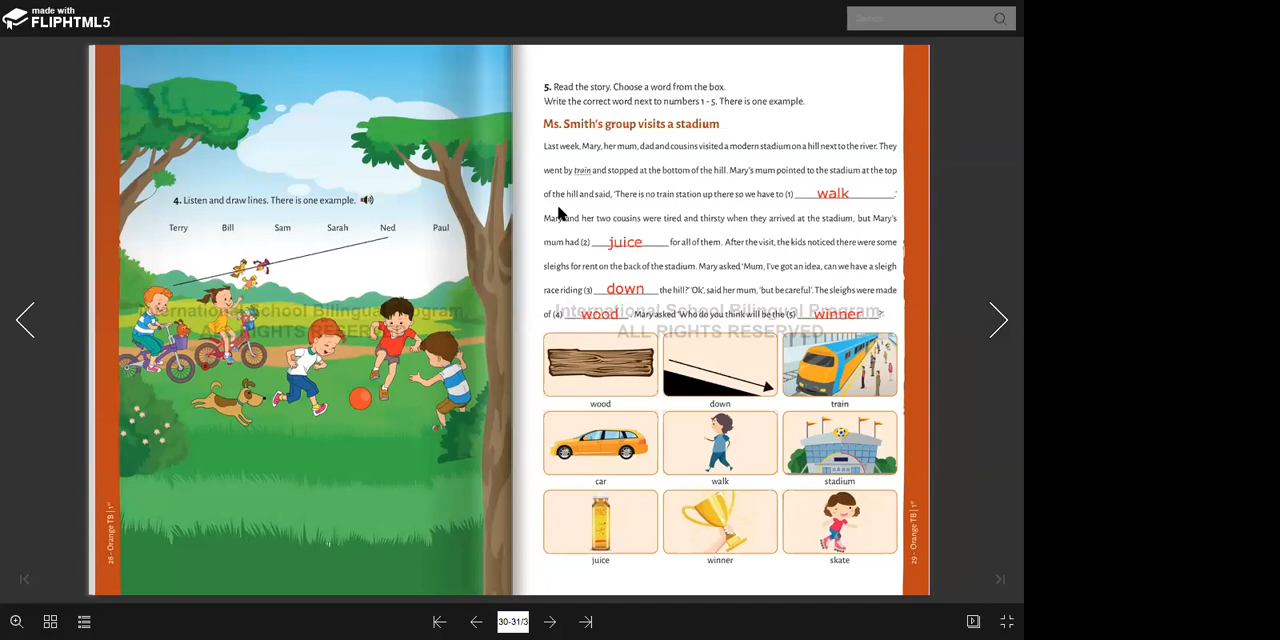 made with
FLIPHTML5
Search
4. Listen and draw lines. There is one example.
Terry Bill Sam Sarah Ned Paul
International School Bilingual Program
ALL RIGHTS RESERVED
28 - Orange TB | 1st
5. Read the story. Choose a word from the box.
Write the correct word next to numbers 1 - 5. There is one example.
Ms. Smith's group visits a stadium
Last week, Mary, her mum, dad and cousins visited a modern stadium on a hill next to the river. They
went by train and stopped at the bottom of the hill. Mary's mum pointed to the stadium at the top
of the hill and said, 'There is no train station up there so we have to (1) walk.'
Mary and her two cousins were tired and thirsty when they arrived at the stadium, but Mary's
mum had (2) juice for all of them. After the visit, the kids noticed there were some
sleighs for rent on the back of the stadium. Mary asked 'Mum, I've got an idea, can we have a sleigh
race riding (3) down the hill?' 'Ok', said her mum, 'but be careful'. The sleighs were made
of (4) wood. Mary asked 'Who do you think will be the (5) winner?'.
International School Bilingual Program
ALL RIGHTS RESERVED
wood down train
car walk stadium
juice winner skate
29 - Orange TB | 1st
30-31/3